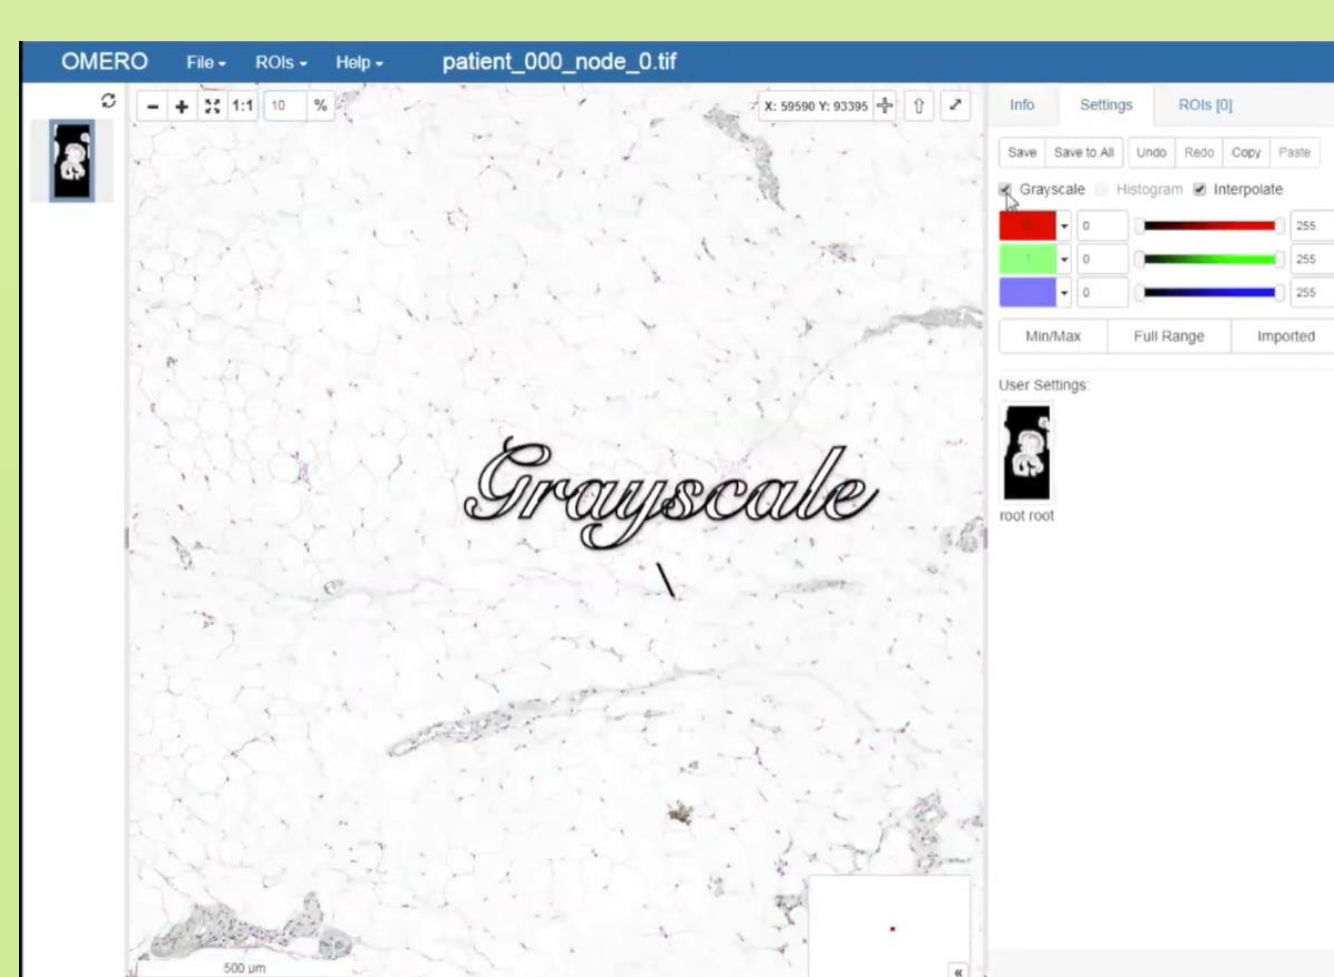 OMERO File ROIs Help patient_000_node_0.tif
1:1 10 % X: 59590 Y: 93395
Info Settings ROIs [0]
Save Save to All Undo Redo Copy Paste
Grayscale Histogram Interpolate
0 255
1 0 255
0 255
Min/Max Full Range Imported
User Settings:
root root
Grayscale
500 µm